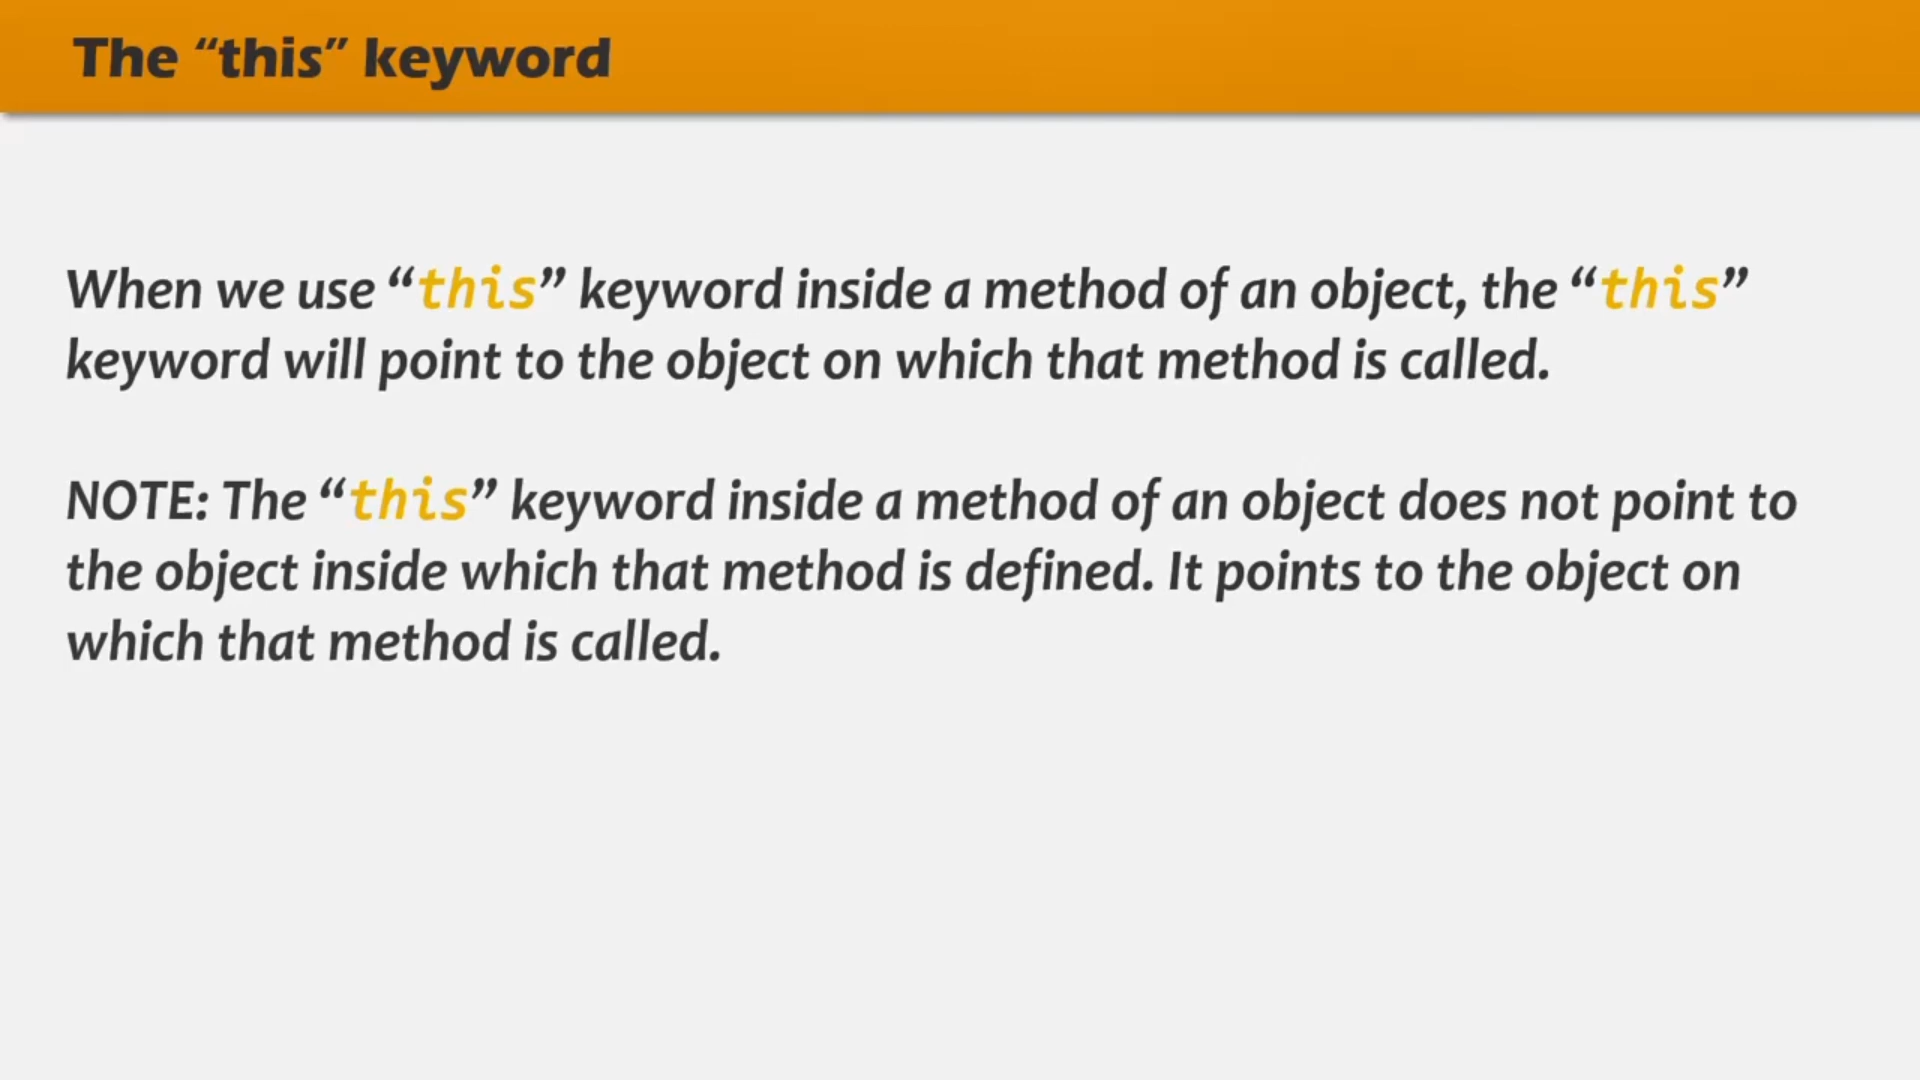 The “this” keyword
When we use “this” keyword inside a method of an object, the “this”
keyword will point to the object on which that method is called.
NOTE: The “this” keyword inside a method of an object does not point to
the object inside which that method is defined. It points to the object on
which that method is called.